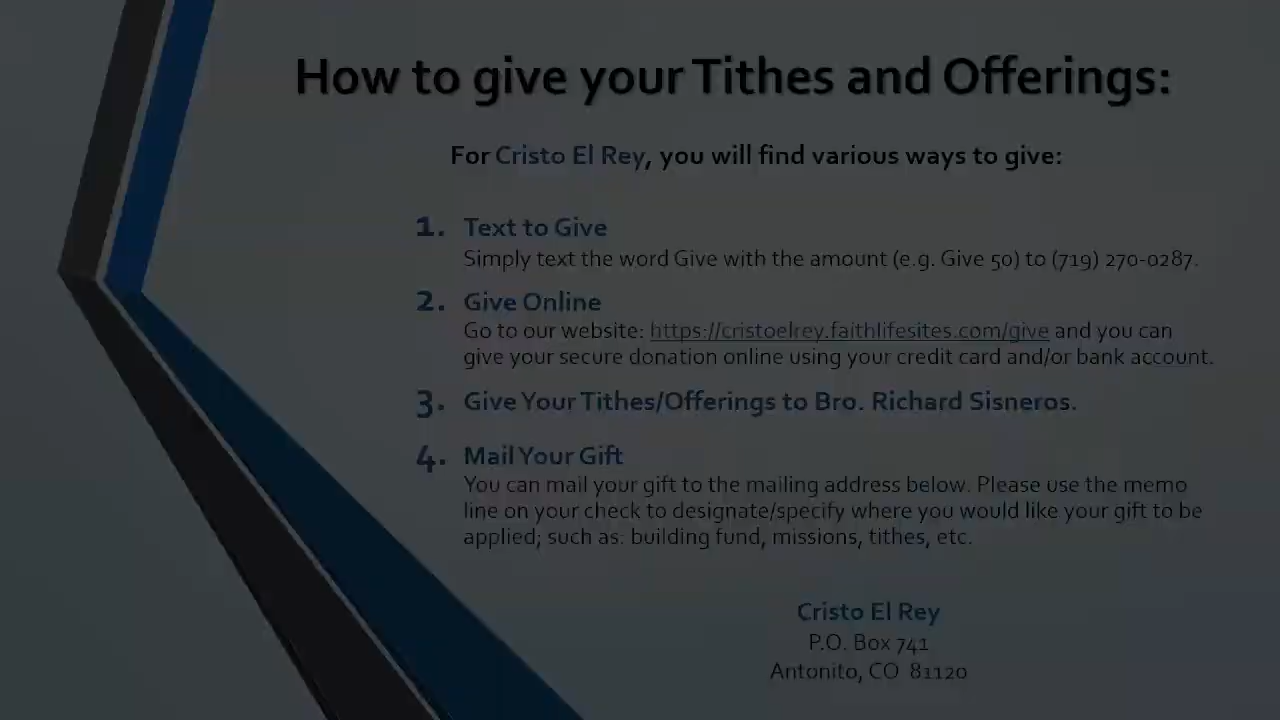 How to give your Tithes and Offerings:
For Cristo El Rey, you will find various ways to give:
1. Text to Give
Simply text the word Give with the amount (e.g. Give 50) to (719) 270-0287.
2. Give Online
Go to our website: https://cristoelrey.faithlifesites.com/give and you can
give your secure donation online using your credit card and/or bank account.
3. Give Your Tithes/Offerings to Bro. Richard Sisneros.
4. Mail Your Gift
You can mail your gift to the mailing address below. Please use the memo
line on your check to designate/specify where you would like your gift to be
applied; such as: building fund, missions, tithes, etc.
Cristo El Rey
P.O. Box 741
Antonito, CO 81120